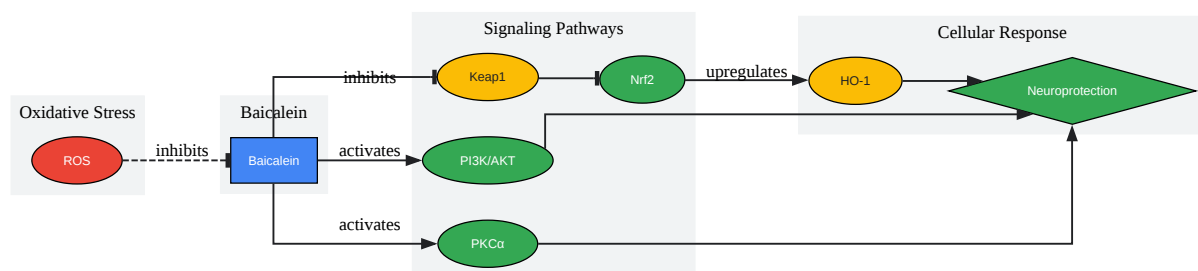 Signaling Pathways
Cellular Response
inhibits
Keap1
Nrf2
upregulates
HO-1
Neuroprotection
Oxidative Stress
Baicalein
ROS
inhibits
Baicalein
activates
PI3K/AKT
activates
PKCα